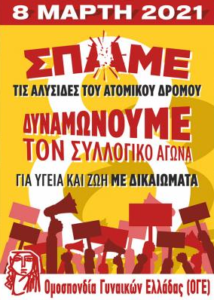 8 ΜΑΡΤΗ 2021
ΣΠΑΜΕ
ΤΙΣ ΑΛΥΣΙΔΕΣ ΤΟΥ ΑΤΟΜΙΚΟΥ ΔΡΟΜΟΥ
ΔΥΝΑΜΩΝΟΥΜΕ
ΤΟΝ ΣΥΛΛΟΓΙΚΟ ΑΓΩΝΑ
ΓΙΑ ΥΓΕΙΑ ΚΑΙ ΖΩΗ ΜΕ ΔΙΚΑΙΩΜΑΤΑ
Ομοσπονδία Γυναικών Ελλάδας (ΟΓΕ)